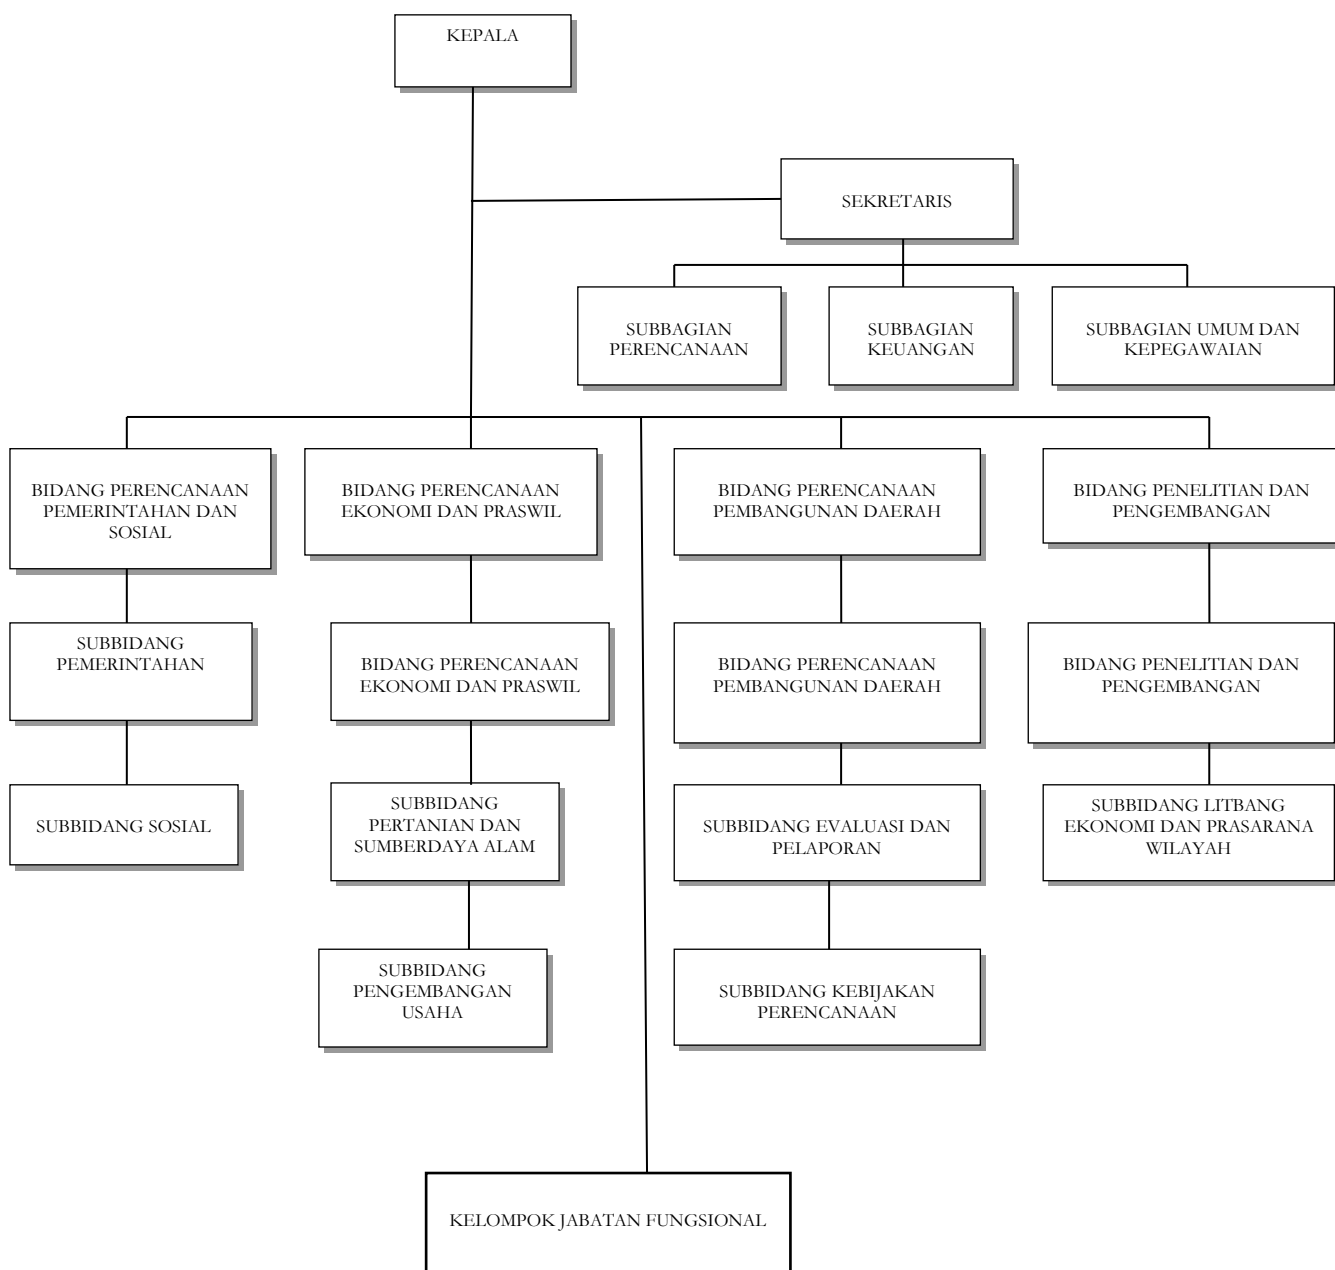 KEPALA
SEKRETARIS
SUBBAGIAN
PERENCANAAN
SUBBAGIAN
KEUANGAN
SUBBAGIAN UMUM DAN
KEPEGAWAIAN
BIDANG PERENCANAAN
PEMERINTAHAN DAN
SOSIAL
BIDANG PERENCANAAN
EKONOMI DAN PRASWIL
BIDANG PERENCANAAN
PEMBANGUNAN DAERAH
BIDANG PENELITIAN DAN
PENGEMBANGAN
SUBBIDANG
PEMERINTAHAN
BIDANG PERENCANAAN
EKONOMI DAN PRASWIL
BIDANG PERENCANAAN
PEMBANGUNAN DAERAH
BIDANG PENELITIAN DAN
PENGEMBANGAN
SUBBIDANG SOSIAL
SUBBIDANG
PERTANIAN DAN
SUMBERDAYA ALAM
SUBBIDANG EVALUASI DAN
PELAPORAN
SUBBIDANG LITBANG
EKONOMI DAN PRASARANA
WILAYAH
SUBBIDANG
PENGEMBANGAN
USAHA
SUBBIDANG KEBIJAKAN
PERENCANAAN
KELOMPOK JABATAN FUNGSIONAL